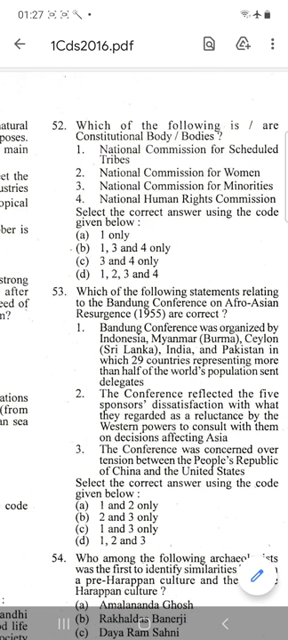 01:27
1Cds2016.pdf
atural
poses.
main
et the
ustries
opical
ber is
strong
after
eed of
n?
ations
(from
an sea
code
:
andhi
od life
ociety
52. Which of the following is / are
Constitutional Body / Bodies ?
1. National Commission for Scheduled
Tribes
2. National Commission for Women
3. National Commission for Minorities
4. National Human Rights Commission
Select the correct answer using the code
given below :
(a) 1 only
(b) 1, 3 and 4 only
(c) 3 and 4 only
(d) 1, 2, 3 and 4
53. Which of the following statements relating
to the Bandung Conference on Afro-Asian
Resurgence (1955) are correct ?
1. Bandung Conference was organized by
Indonesia, Myanmar (Burma), Ceylon
(Sri Lanka), India, and Pakistan in
which 29 countries representing more
than half of the world's population sent
delegates
2. The Conference reflected the five
sponsors' dissatisfaction with what
they regarded as a reluctance by the
Western powers to consult with them
on decisions affecting Asia
3. The Conference was concerned over
tension between the People's Republic
of China and the United States
Select the correct answer using the code
given below :
(a) 1 and 2 only
(b) 2 and 3 only
(c) 1 and 3 only
(d) 1, 2 and 3
54. Who among the following
was the first to identify similarities
a pre-Harappan culture and the
Harappan culture ?
(a) Amalananda Ghosh
(b) Rakhaldas Banerji
(c) Daya Ram Sahni